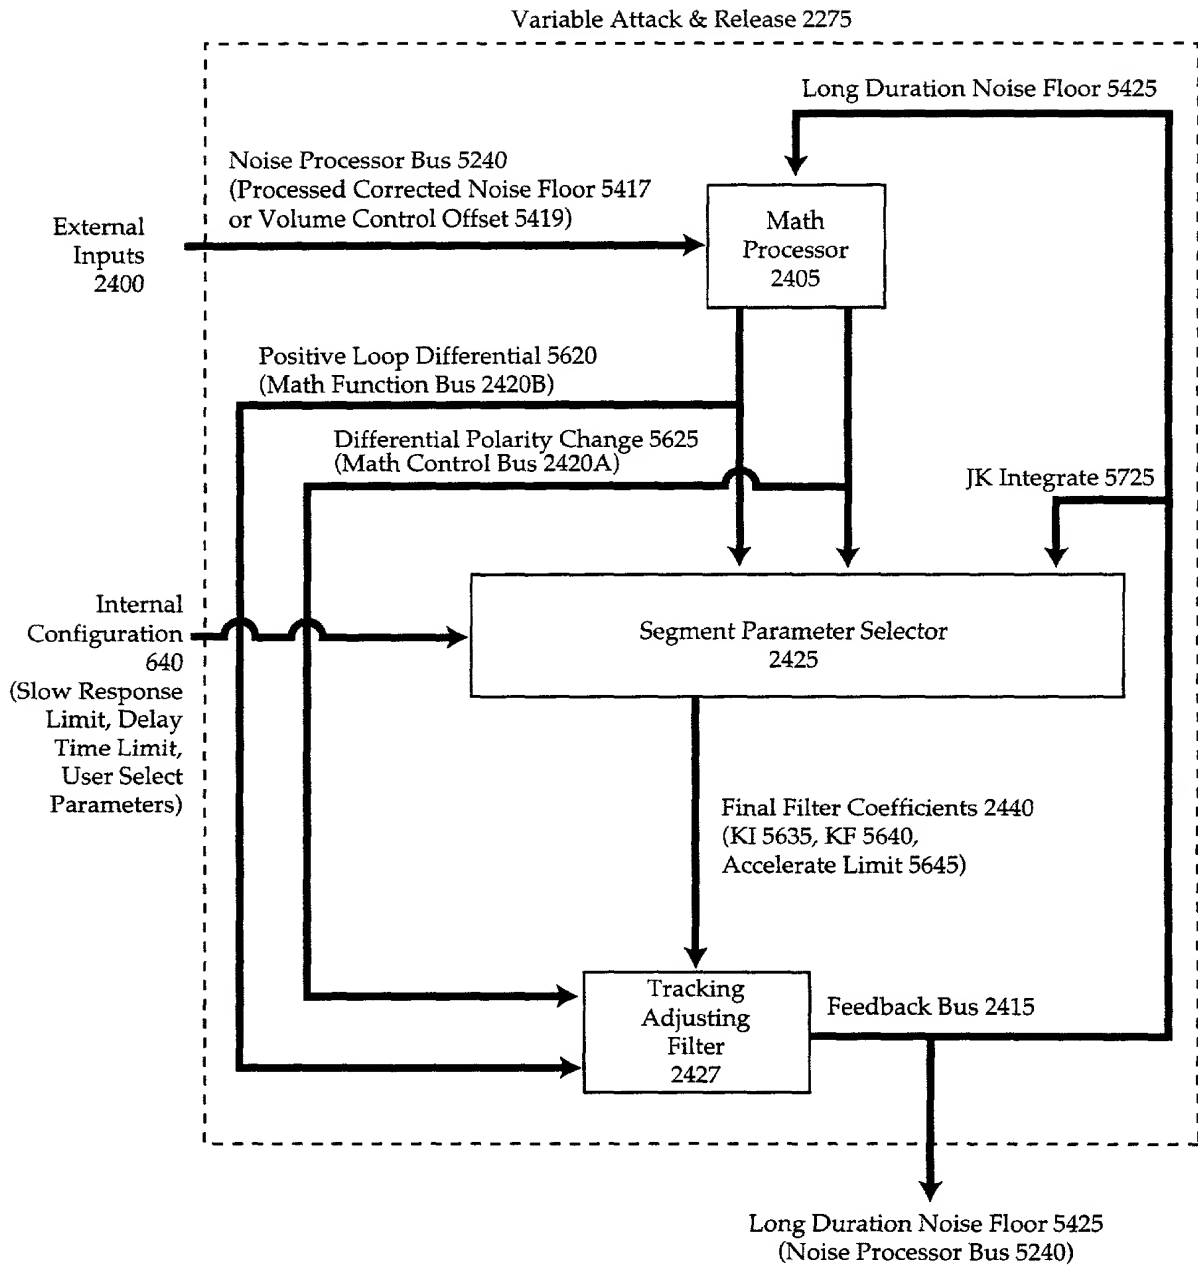 Variable Attack & Release 2275
Long Duration Noise Floor 5425
Noise Processor Bus 5240
(Processed Corrected Noise Floor 5417
or Volume Control Offset 5419)
External
Inputs
2400
Math
Processor
2405
Positive Loop Differential 5620
(Math Function Bus 2420B)
Differential Polarity Change 5625
(Math Control Bus 2420A)
JK Integrate 5725
Internal
Configuration
640
(Slow Response
Limit, Delay
Time Limit,
User Select
Parameters)
Segment Parameter Selector
2425
Final Filter Coefficients 2440
(KI 5635, KF 5640,
Accelerate Limit 5645)
Tracking
Adjusting
Filter
2427
Feedback Bus 2415
Long Duration Noise Floor 5425
(Noise Processor Bus 5240)